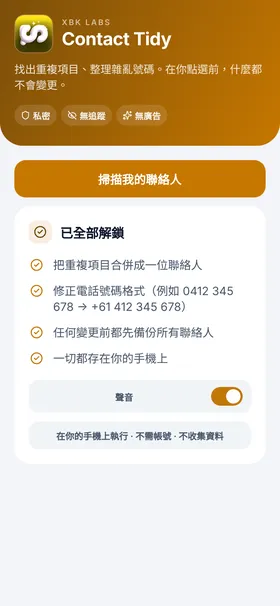 XBK LABS
Contact Tidy
找出重複項目、整理雜亂號碼。在你點選前，什麼都
不會變更。
私密
無追蹤
無廣告
掃描我的聯絡人
已全部解鎖
把重複項目合併成一位聯絡人
修正電話號碼格式（例如 0412 345
678 → +61 412 345 678）
任何變更前都先備份所有聯絡人
一切都存在你的手機上
聲音
在你的手機上執行 · 不需帳號 · 不收集資料